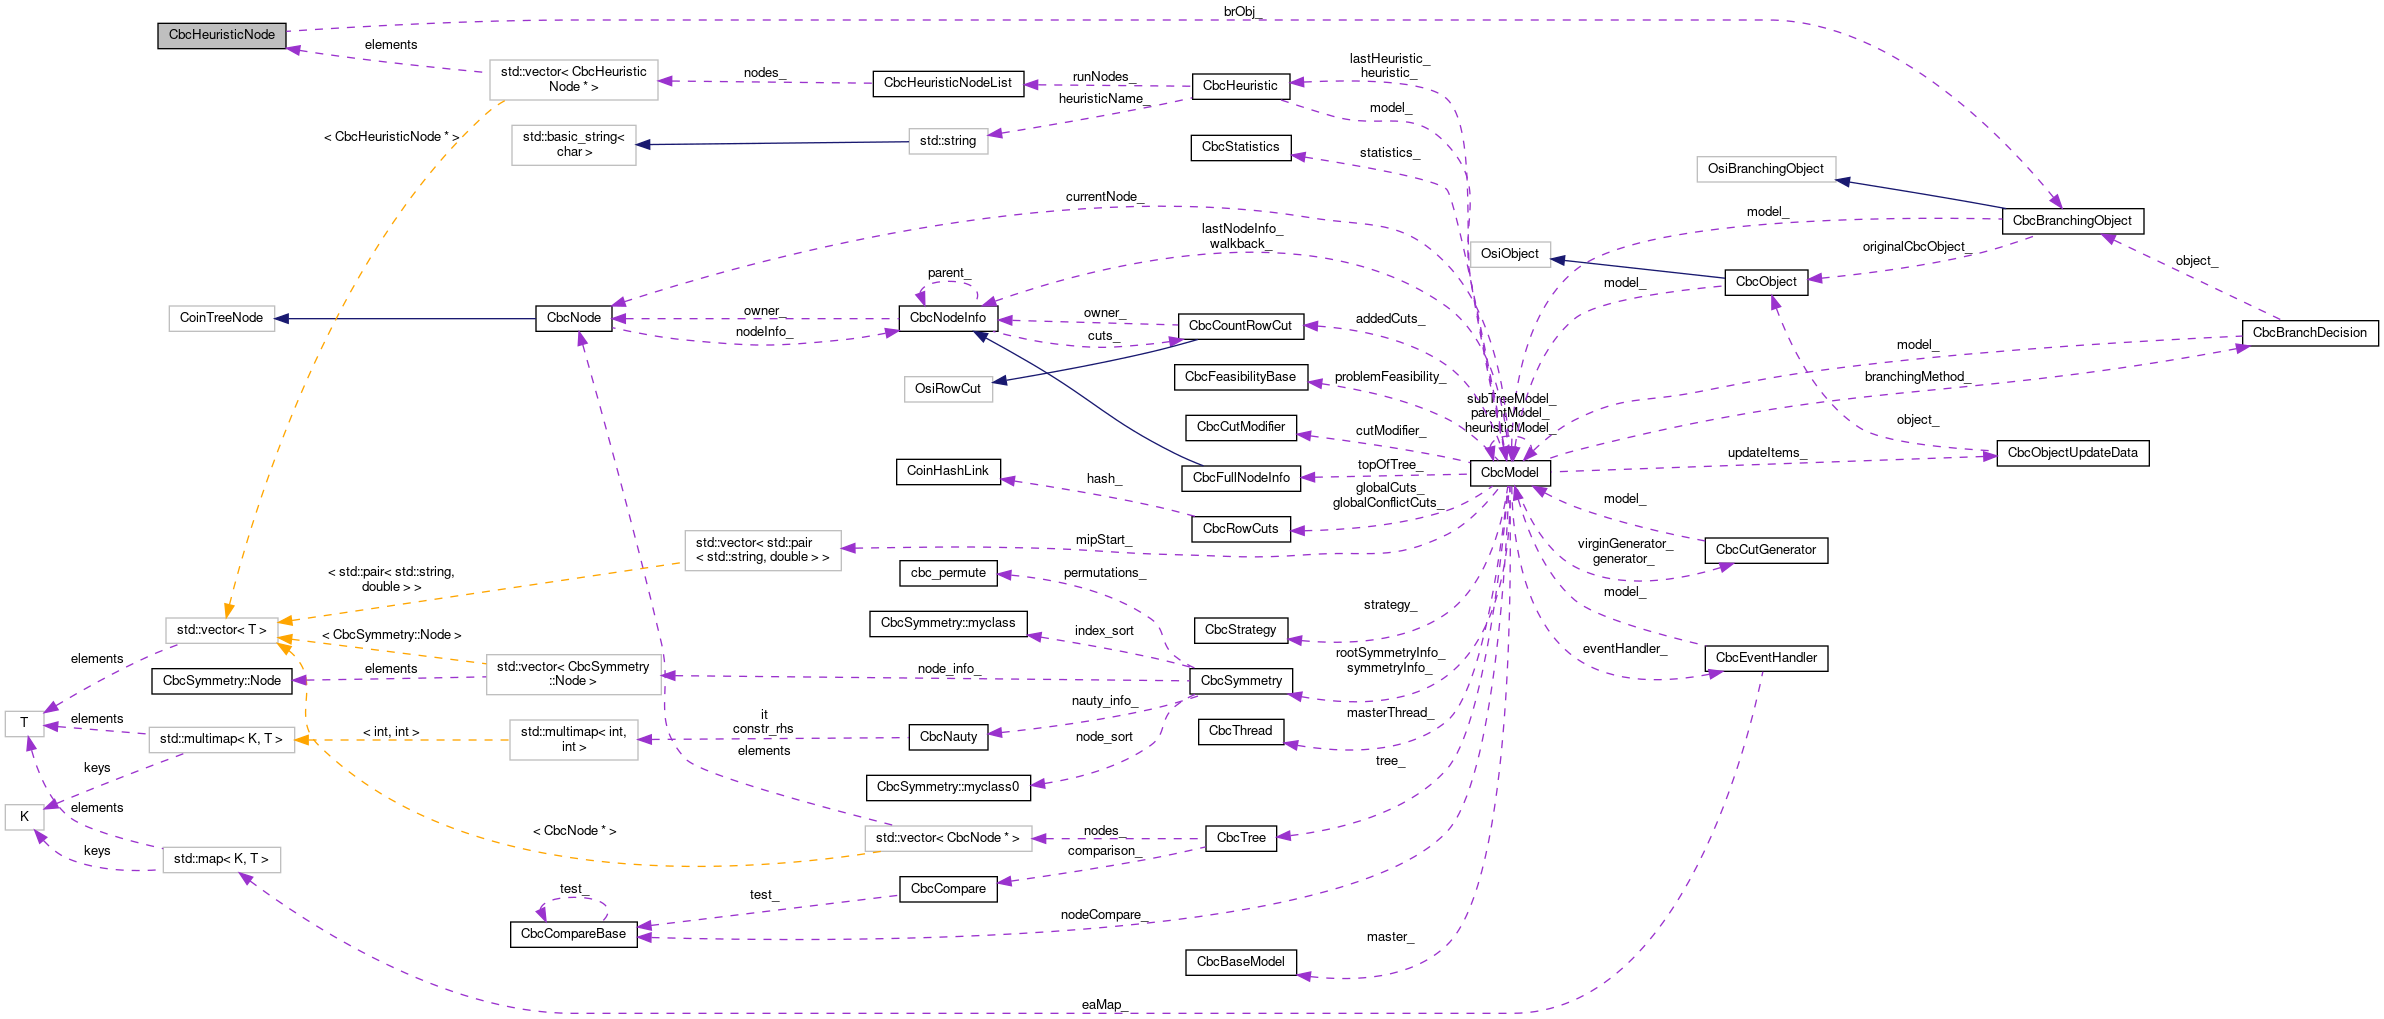 brObj_
CbcHeuristicNode
elements
std::vector< CbcHeuristic
Node * >
nodes_
CbcHeuristicNodeList
runNodes_
heuristicName_
CbcHeuristic
lastHeuristic_
heuristic_
model_
< CbcHeuristicNode * >
std::basic_string<
char >
std::string
CbcStatistics
statistics_
OsiBranchingObject
currentNode_
model_
CbcBranchingObject
lastNodeInfo_
walkback_
OsiObject
originalCbcObject_
object_
parent_
model_
CbcObject
CoinTreeNode
CbcNode
owner_
nodeInfo_
CbcNodeInfo
owner_
cuts_
CbcCountRowCut
addedCuts_
CbcBranchDecision
model_
OsiRowCut
CbcFeasibilityBase
problemFeasibility_
branchingMethod_
subTreeModel_
parentModel_
heuristicModel_
CbcCutModifier
cutModifier_
object_
CoinHashLink
hash_
CbcFullNodeInfo
topOfTree_
CbcModel
updateItems_
CbcObjectUpdateData
globalCuts_
globalConflictCuts_
model_
CbcRowCuts
std::vector< std::pair
< std::string, double > >
mipStart_
virginGenerator_
generator_
CbcCutGenerator
< std::pair< std::string,
double > >
cbc_permute
permutations_
model_
strategy_
std::vector< T >
< CbcSymmetry::Node >
CbcSymmetry::myclass
index_sort
CbcStrategy
elements
elements
std::vector< CbcSymmetry
::Node >
node_info_
rootSymmetryInfo_
symmetryInfo_
eventHandler_
CbcEventHandler
CbcSymmetry::Node
CbcSymmetry
T
elements
nauty_info_
masterThread_
std::multimap< K, T >
< int, int >
std::multimap< int,
int >
it
constr_rhs
CbcNauty
node_sort
CbcThread
elements
keys
tree_
CbcSymmetry::myclass0
K
elements
< CbcNode * >
std::vector< CbcNode * >
nodes_
CbcTree
keys
std::map< K, T >
comparison_
test_
test_
CbcCompare
nodeCompare_
CbcCompareBase
master_
CbcBaseModel
eaMap_